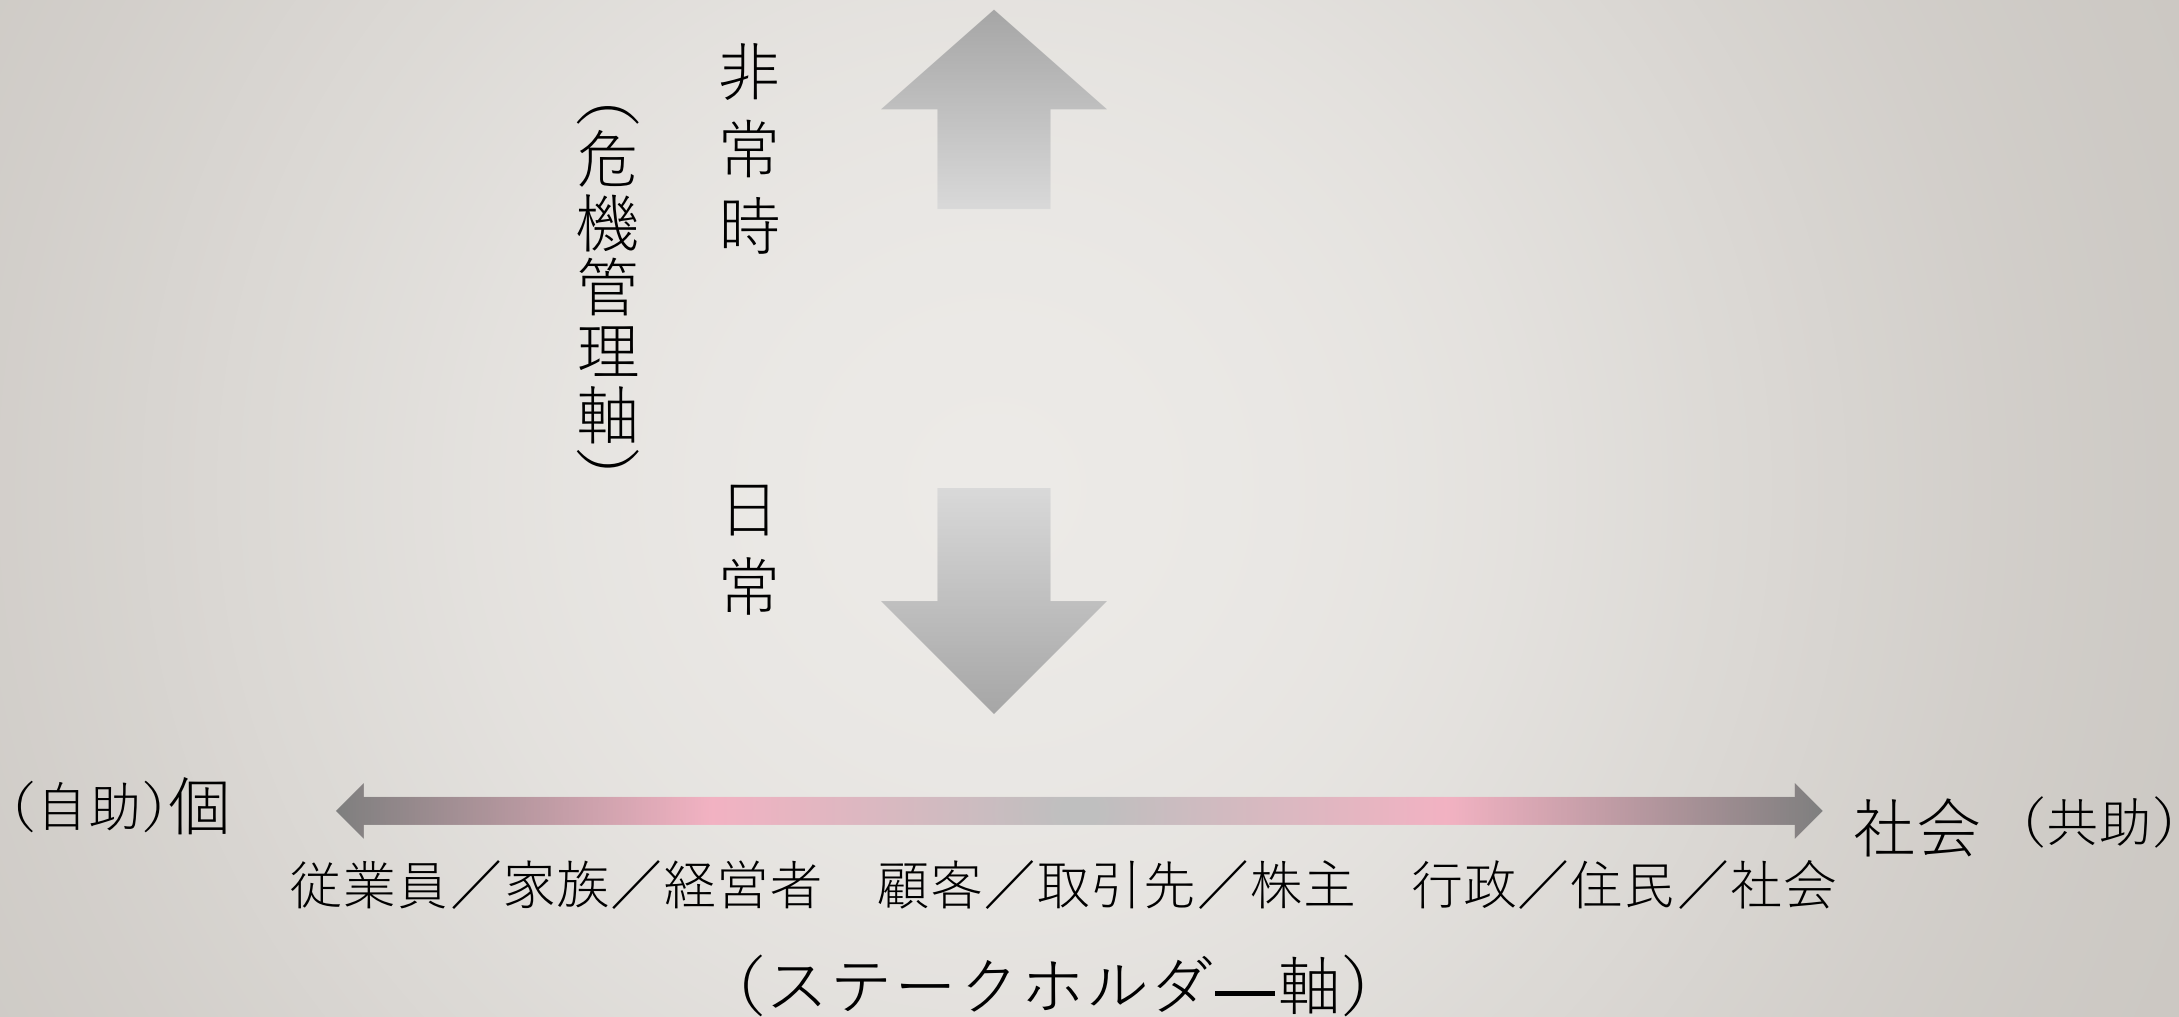 非常時
（危機管理軸）
日常
（自助）個
社会（共助）
従業員／家族／経営者　顧客／取引先／株主　行政／住民／社会
（ステークホルダ―軸）